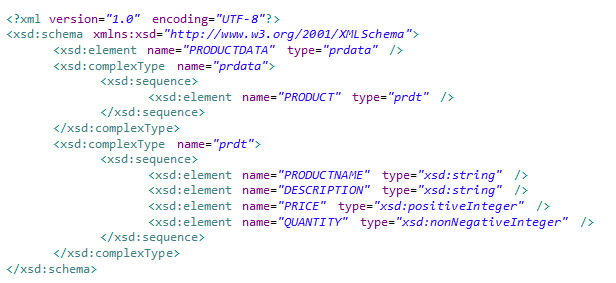 <?xml version="1.0" encoding="UTF-8"?>
<xsd:schema xmlns:xsd="http://www.w3.org/2001/XMLSchema">
<xsd:element name="PRODUCTDATA" type="prdata" />
<xsd:complexType name="prdata">
<xsd:sequence>
<xsd:element name="PRODUCT" type="prdt" />
</xsd:sequence>
</xsd:complexType>
<xsd:complexType name="prdt">
<xsd:sequence>
<xsd:element name="PRODUCTNAME" type="xsd:string" />
<xsd:element name="DESCRIPTION" type="xsd:string" />
<xsd:element name="PRICE" type="xsd:positiveInteger" />
<xsd:element name="QUANTITY" type="xsd:nonNegativeInteger" />
</xsd:sequence>
</xsd:complexType>
</xsd:schema>